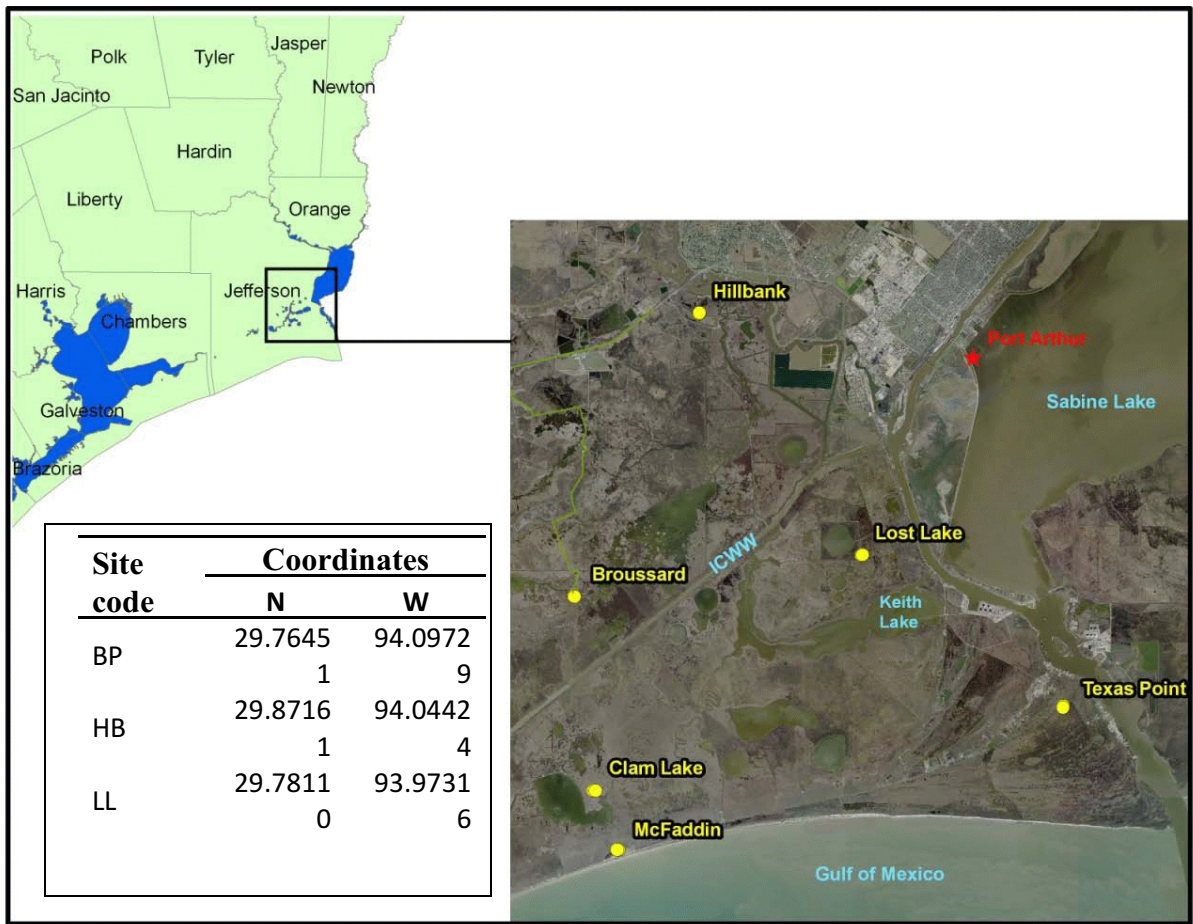 Polk
Tyler
Jasper
San Jacinto
Newton
Hardin
Liberty
Orange
Harris
Jefferson
Chambers
Galveston
Brazoria
Hillbank
Port Arthur
Sabine Lake
Lost Lake
ICWW
Broussard
Keith
Lake
Texas Point
Clam Lake
McFaddin
Gulf of Mexico
Site
code
Coordinates
N W
BP 29.7645 94.0972
1 9
HB 29.8716 94.0442
1 4
LL 29.7811 93.9731
0 6